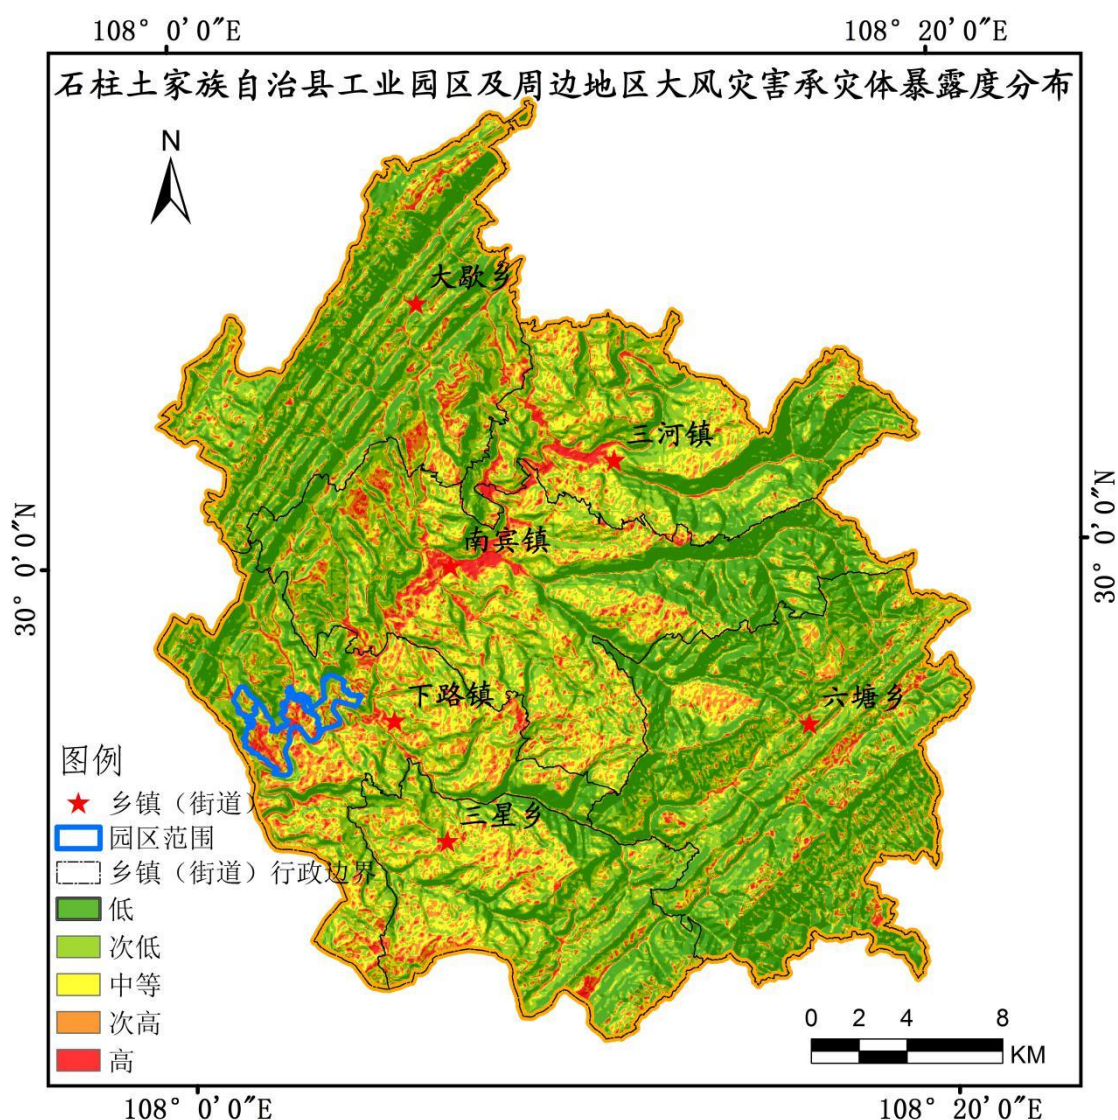 108° 0′0″E
108° 20′0″E
石柱土家族自治县工业园区及周边地区大风灾害承灾体暴露度分布
N
大歇乡
三河镇
南宾镇
30° 0′0″N
30° 0′0″N
下路镇
六塘乡
三星乡
图例
乡镇（街道）
园区范围
乡镇（街道）行政边界
低
次低
中等
次高
高
0 2 4 8
KM
108° 0′0″E
108° 20′0″E